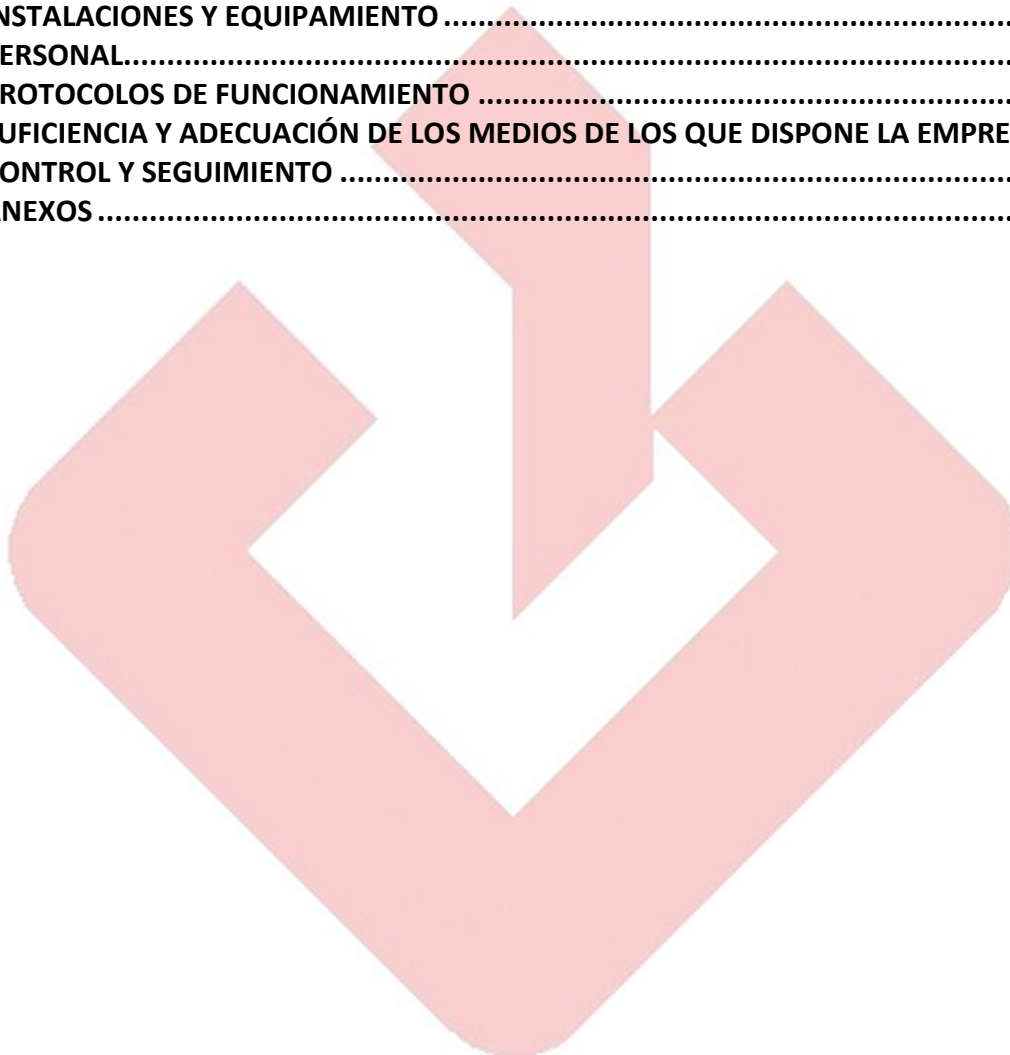 NSTALACIONES Y EQUIPAMIENTO ................................................................
ERSONAL................................................................................................
ROTOCOLOS DE FUNCIONAMIENTO ............................................................
UFICIENCIA Y ADECUACIÓN DE LOS MEDIOS DE LOS QUE DISPONE LA EMPRE
ONTROL Y SEGUIMIENTO ............................................................................
NEXOS ....................................................................................................